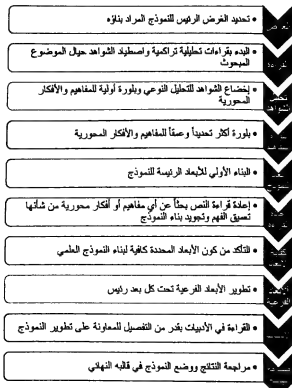 • تحديد الغرض الرئيس للنموذج المراد بناؤه
• البدء بقراءات تحليلية تراكمية واصطياد الشواهد حيال الموضوع
المبحوث
• إخضاع الشواهد للتحليل النوعي وبلورة أولية للمفاهيم والأفكار
المحورية
• بلورة أكثر تحديداً وعمقاً للمفاهيم والأفكار المحورية
• البناء الأولي للأبعاد الرئيسة للنموذج
• إعادة قراءة النص بحثاً عن أي مفاهيم أو أفكار محورية من شأنها
تعميق الفهم وتجويد بناء النموذج
• التأكد من كون الأبعاد المحددة كافية لبناء النموذج العلمي
• تطوير الأبعاد الفرعية تحت كل بعد رئيس
الفرعية
• القراءة في الأدبيات بقدر من التفصيل للمعاونة على تطوير النموذج
• مراجعة النتائج ووضع النموذج في قالبه النهائي